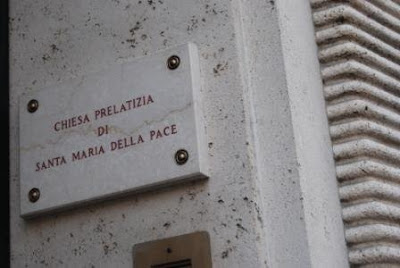 CHIESA PRELATIZIA
DI
SANTA MARIA DELLA PACE